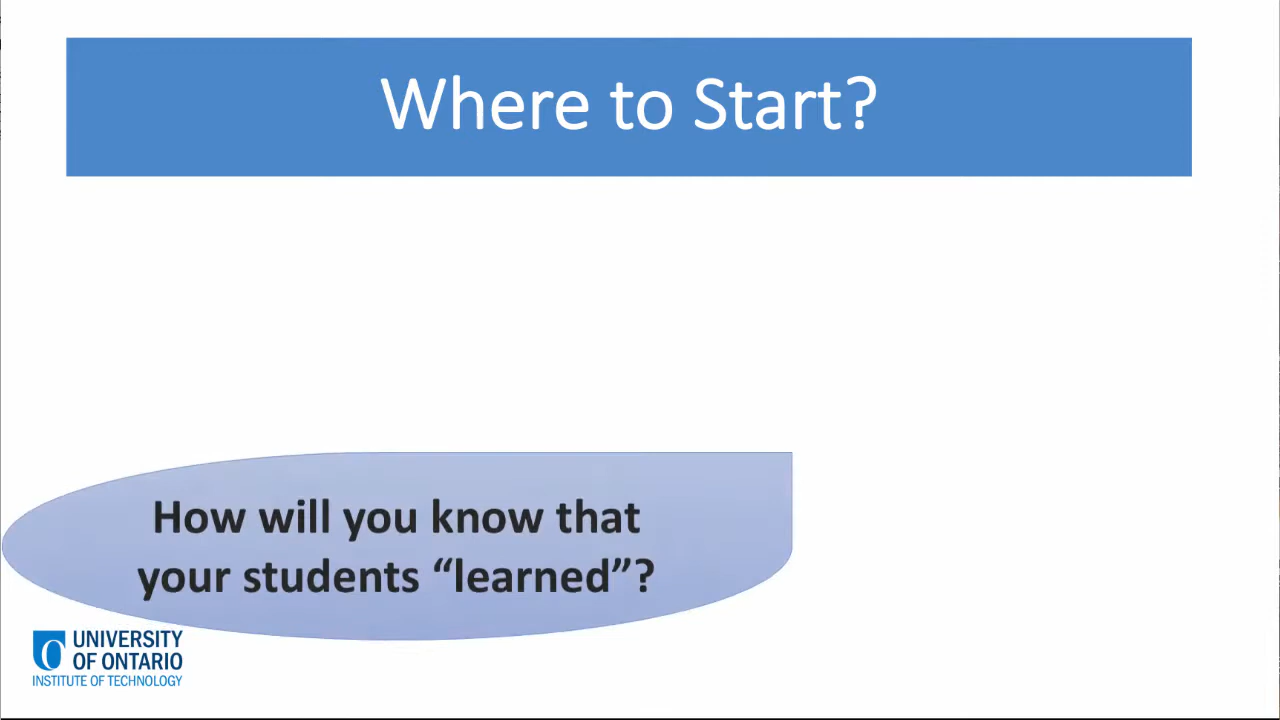 Where to Start?
How will you know that
your students “learned”?
UNIVERSITY
OF ONTARIO
INSTITUTE OF TECHNOLOGY